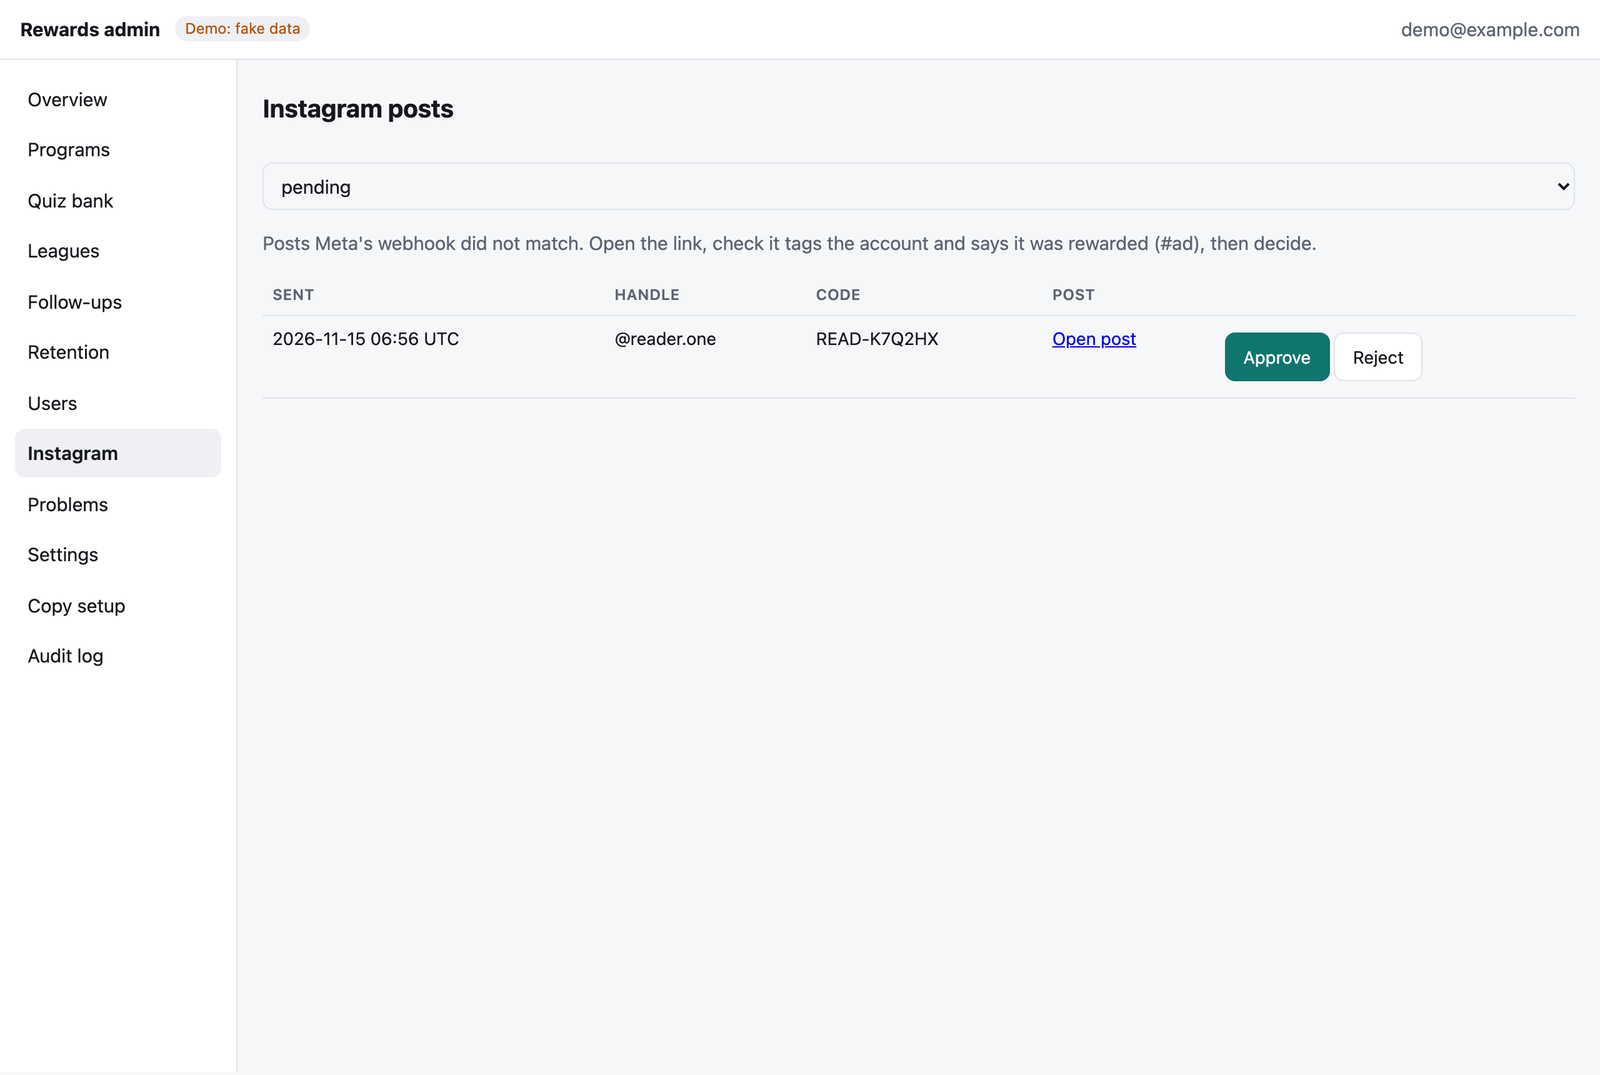 Rewards admin
Demo: fake data
demo@example.com
Overview
Programs
Quiz bank
Leagues
Follow-ups
Retention
Users
Instagram
Problems
Settings
Copy setup
Audit log
Instagram posts
pending
Posts Meta's webhook did not match. Open the link, check it tags the account and says it was rewarded (#ad), then decide.
SENT HANDLE CODE POST
2026-11-15 06:56 UTC @reader.one READ-K7Q2HX Open post Approve Reject